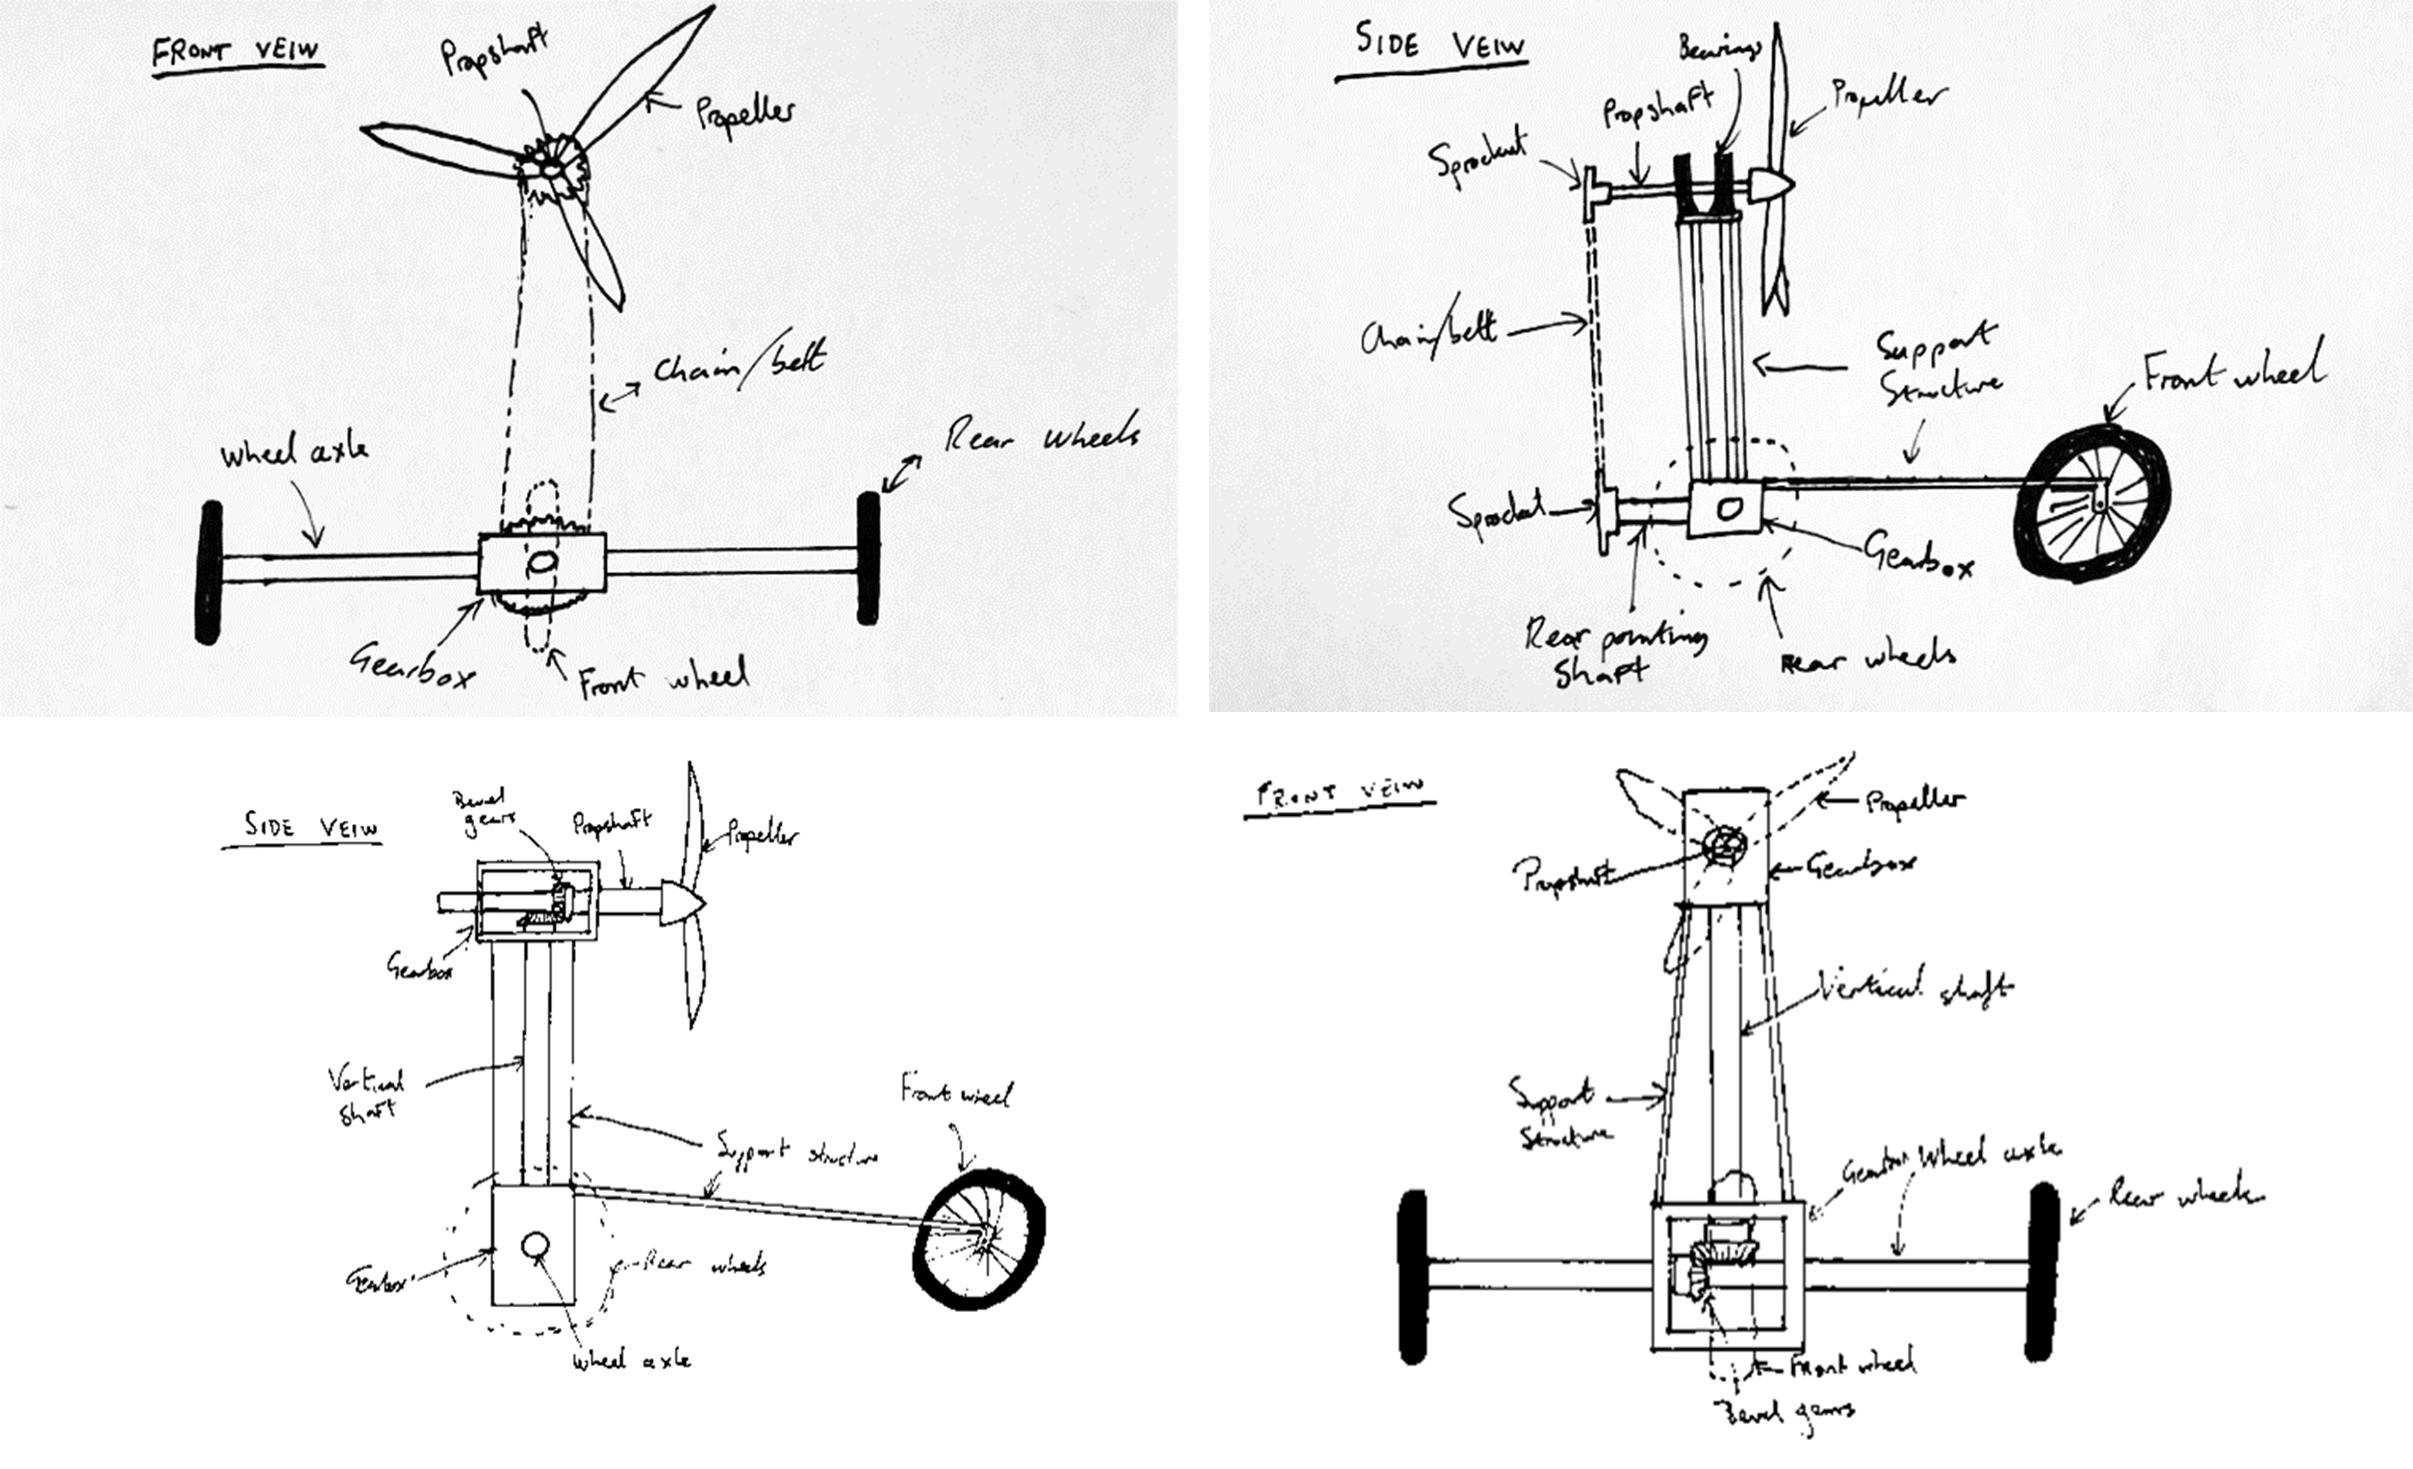 FRONT VEIW
Propshaft
Propeller
Chain/belt
Wheel axle
Rear wheels
Gearbox
Front wheel
SIDE VEIW
Bearings
Propshaft
Propeller
Sprocket
Chain/belt
Support
Structure
Front wheel
Sprocket
Gearbox
Rear pointing
Shaft
Rear wheels
SIDE VEIW
Bevel
gears
Propshaft
Propeller
Gearbox
Vertical
Shaft
Front wheel
Support structure
Gearbox
Rear wheels
Wheel axle
FRONT VEIW
Propeller
Propshaft
Gearbox
Vertical shaft
Support
Structure
Gearbox Wheel axle
Rear wheels
Front wheel
Bevel gears